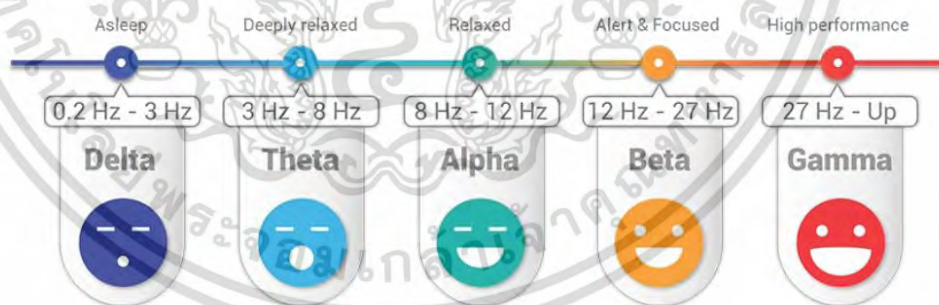 Asleep Deeply relaxed Relaxed Alert & Focused High performance
0.2 Hz - 3 Hz 3 Hz - 8 Hz 8 Hz - 12 Hz 12 Hz - 27 Hz 27 Hz - Up
Delta Theta Alpha Beta Gamma